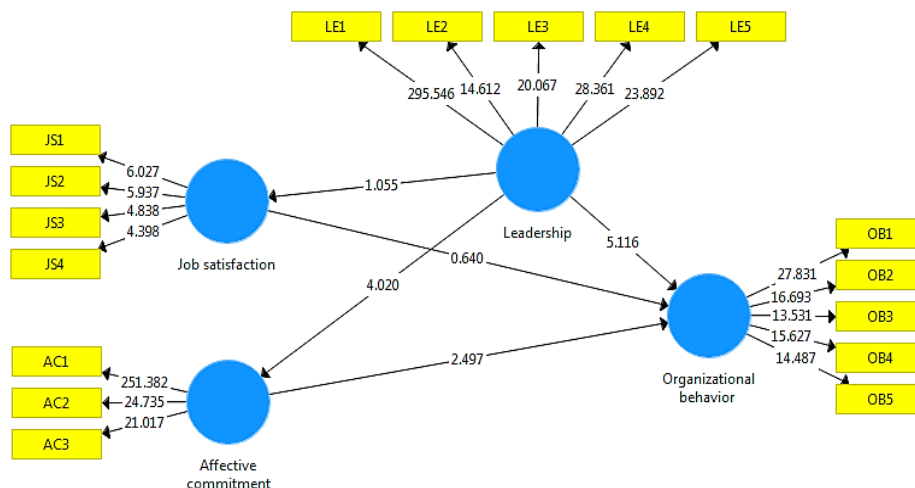 LE1
LE2
LE3
LE4
LE5
295.546
14.612
20.067
28.361
23.892
JS1
JS2
JS3
JS4
6.027
5.937
4.838
4.398
Job satisfaction
1.055
Leadership
5.116
0.640
4.020
2.497
OB1
OB2
OB3
OB4
OB5
27.831
16.693
13.531
15.627
14.487
Organizational
behavior
AC1
AC2
AC3
251.382
24.735
21.017
Affective
commitment